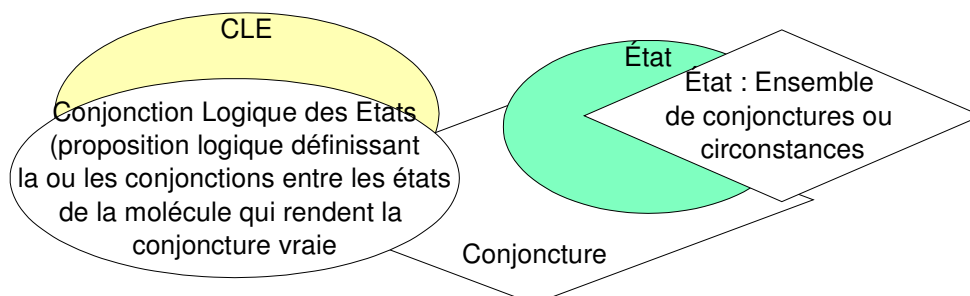 CLE
Conjonction Logique des Etats
(proposition logique définissant
la ou les conjonctions entre les états
de la molécule qui rendent la
conjoncture vraie
État
État : Ensemble
de conjonctures ou
circonstances
Conjoncture